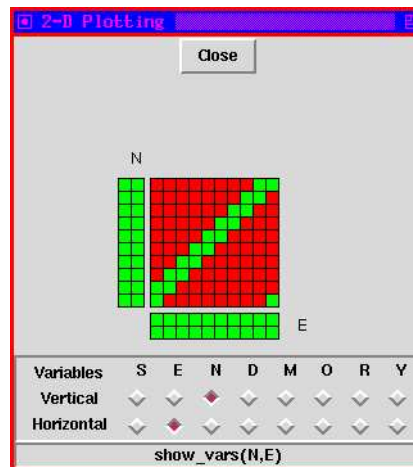 2-D Plotting
Close
N
E
Variables S E N D M O R Y
Vertical
Horizontal
show_vars(N,E)